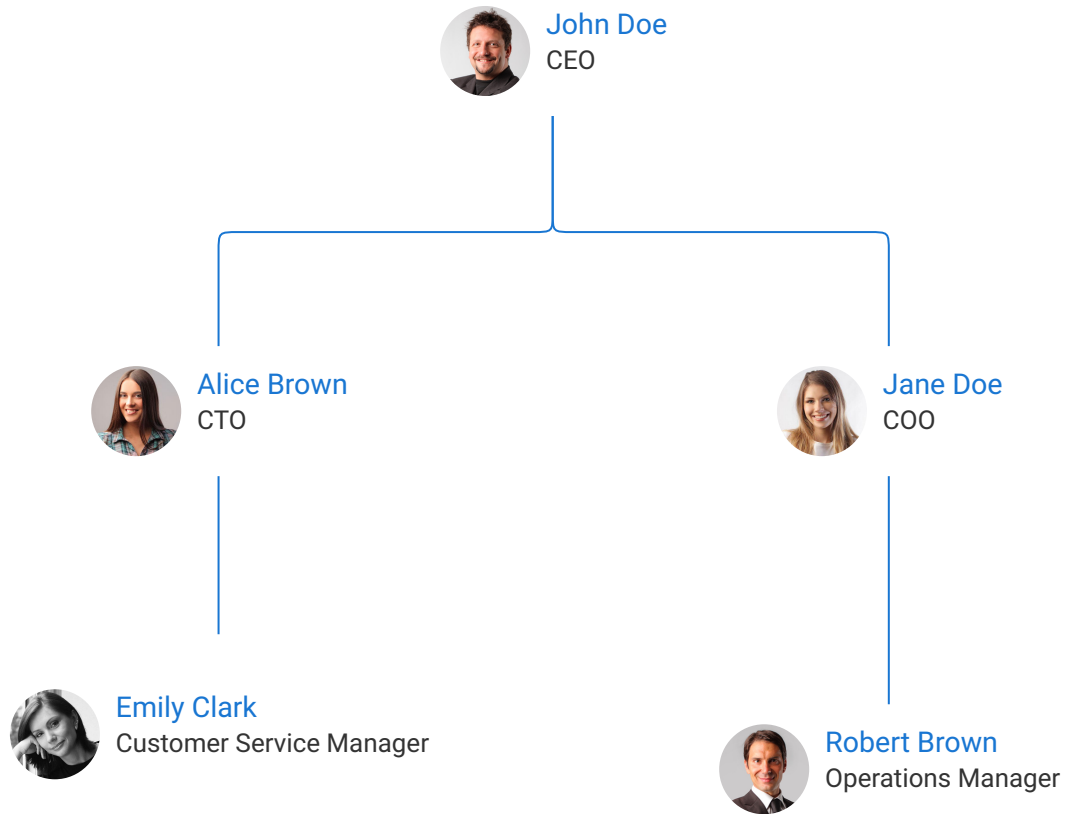 John Doe
CEO
Alice Brown
CTO
Jane Doe
COO
Emily Clark
Customer Service Manager
Robert Brown
Operations Manager